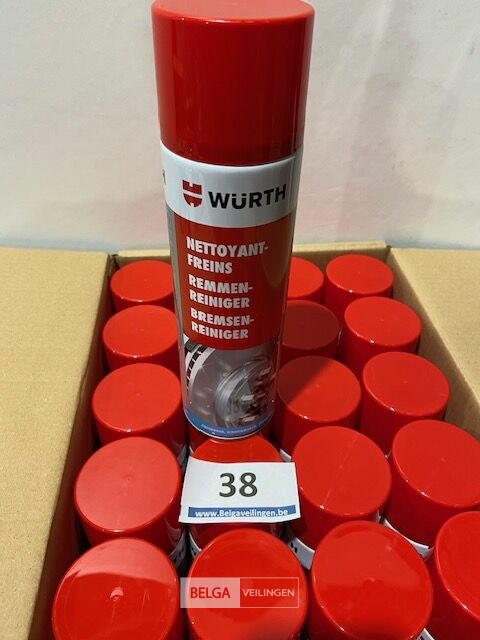 WÜRTH
NETTOYANT-
FREINS
REMMEN-
REINIGER
BREMSEN-
REINIGER
38
www.Belgaveilingen.be
BELGA VEILINGEN